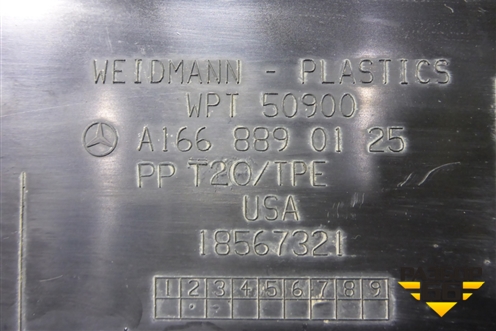 WEIDMANN - PLASTICS
WPT 50900
A166 889 01 25
PP T20/TPE
USA
18567321
1 2 3 4 5 6 7 8 9